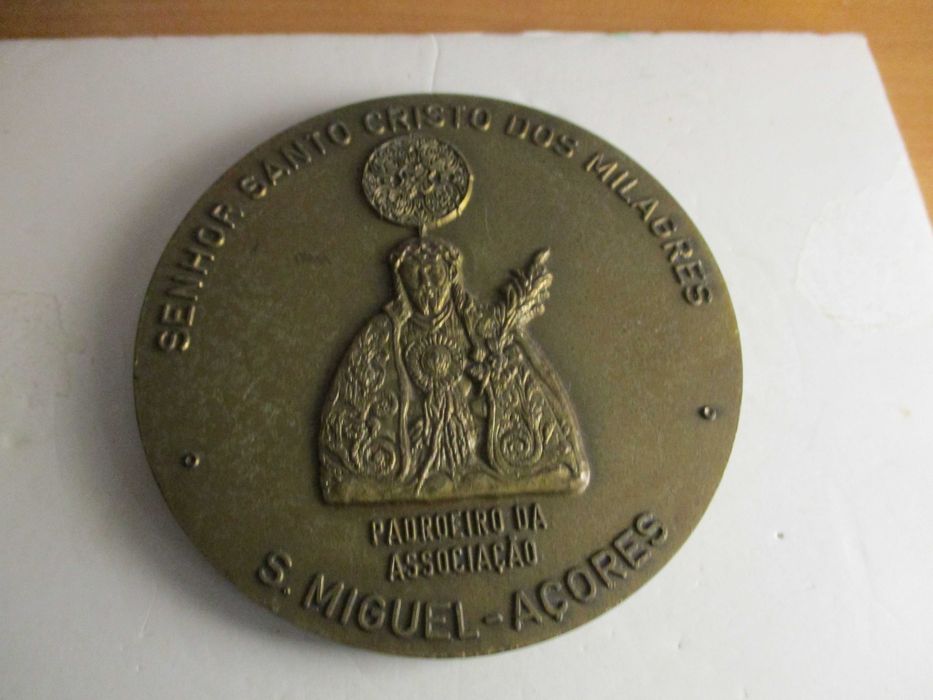 SENHOR SANTO CRISTO DOS MILAGRES
PADROEIRO DA
ASSOCIAÇÃO
S. MIGUEL - AÇORES